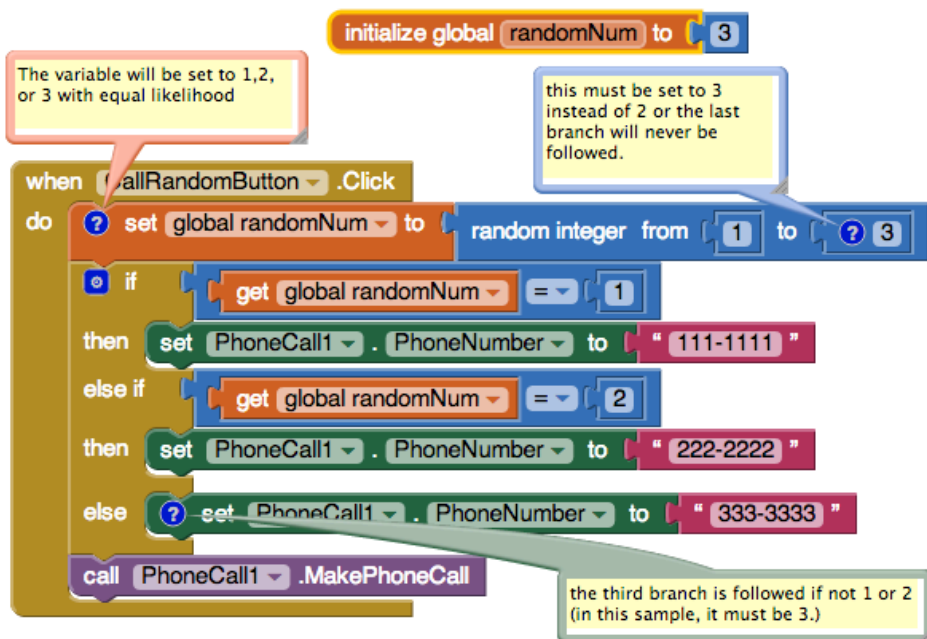 initialize global randomNum to 3
The variable will be set to 1,2,
or 3 with equal likelihood
this must be set to 3
instead of 2 or the last
branch will never be
followed.
when CallRandomButton .Click
do ? set global randomNum to random integer from 1 to ? 3
if get global randomNum = 1
then set PhoneCall1 . PhoneNumber to " 111-1111 "
else if get global randomNum = 2
then set PhoneCall1 . PhoneNumber to " 222-2222 "
else ? set PhoneCall1 . PhoneNumber to " 333-3333 "
call PhoneCall1 .MakePhoneCall
the third branch is followed if not 1 or 2
(in this sample, it must be 3.)